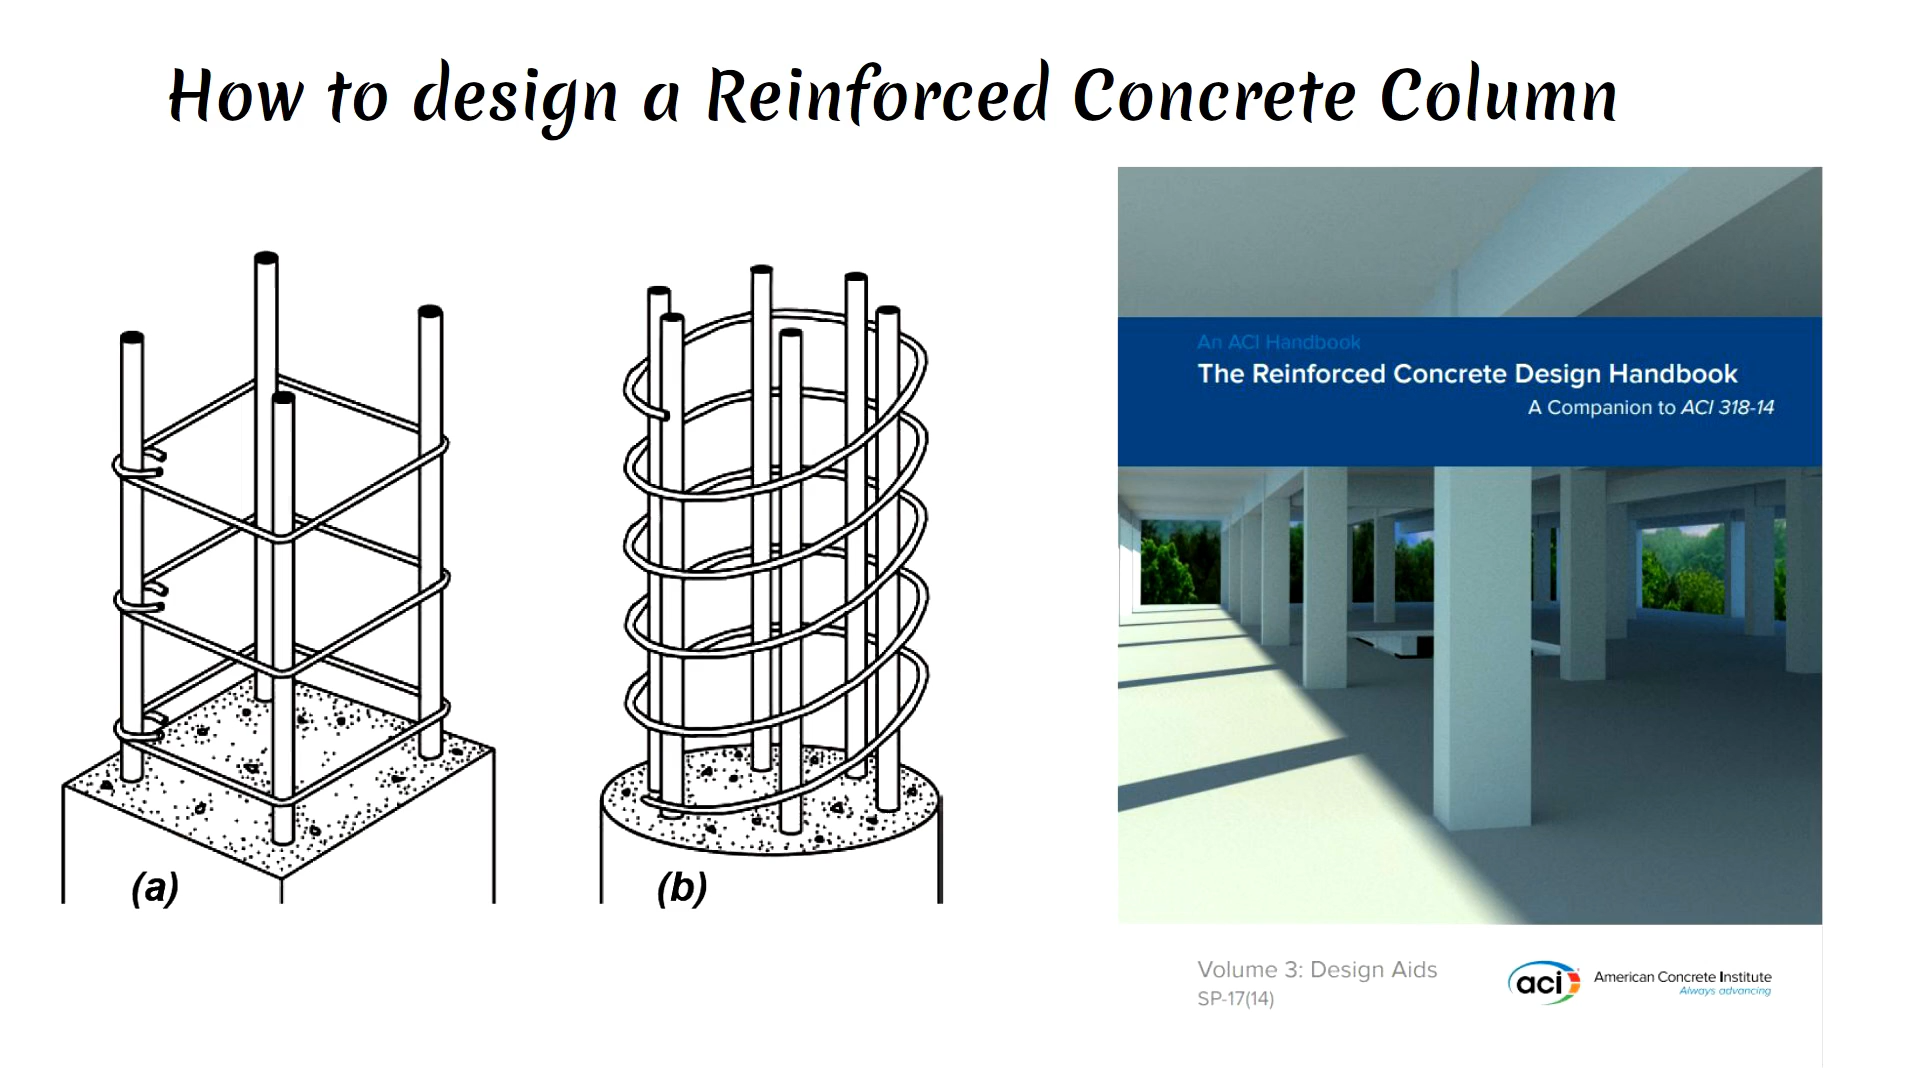 How to design a Reinforced Concrete Column
(a)
(b)
An ACI Handbook
The Reinforced Concrete Design Handbook
A Companion to ACI 318-14
Volume 3: Design Aids
SP-17(14)
aci
American Concrete Institute
Always advancing